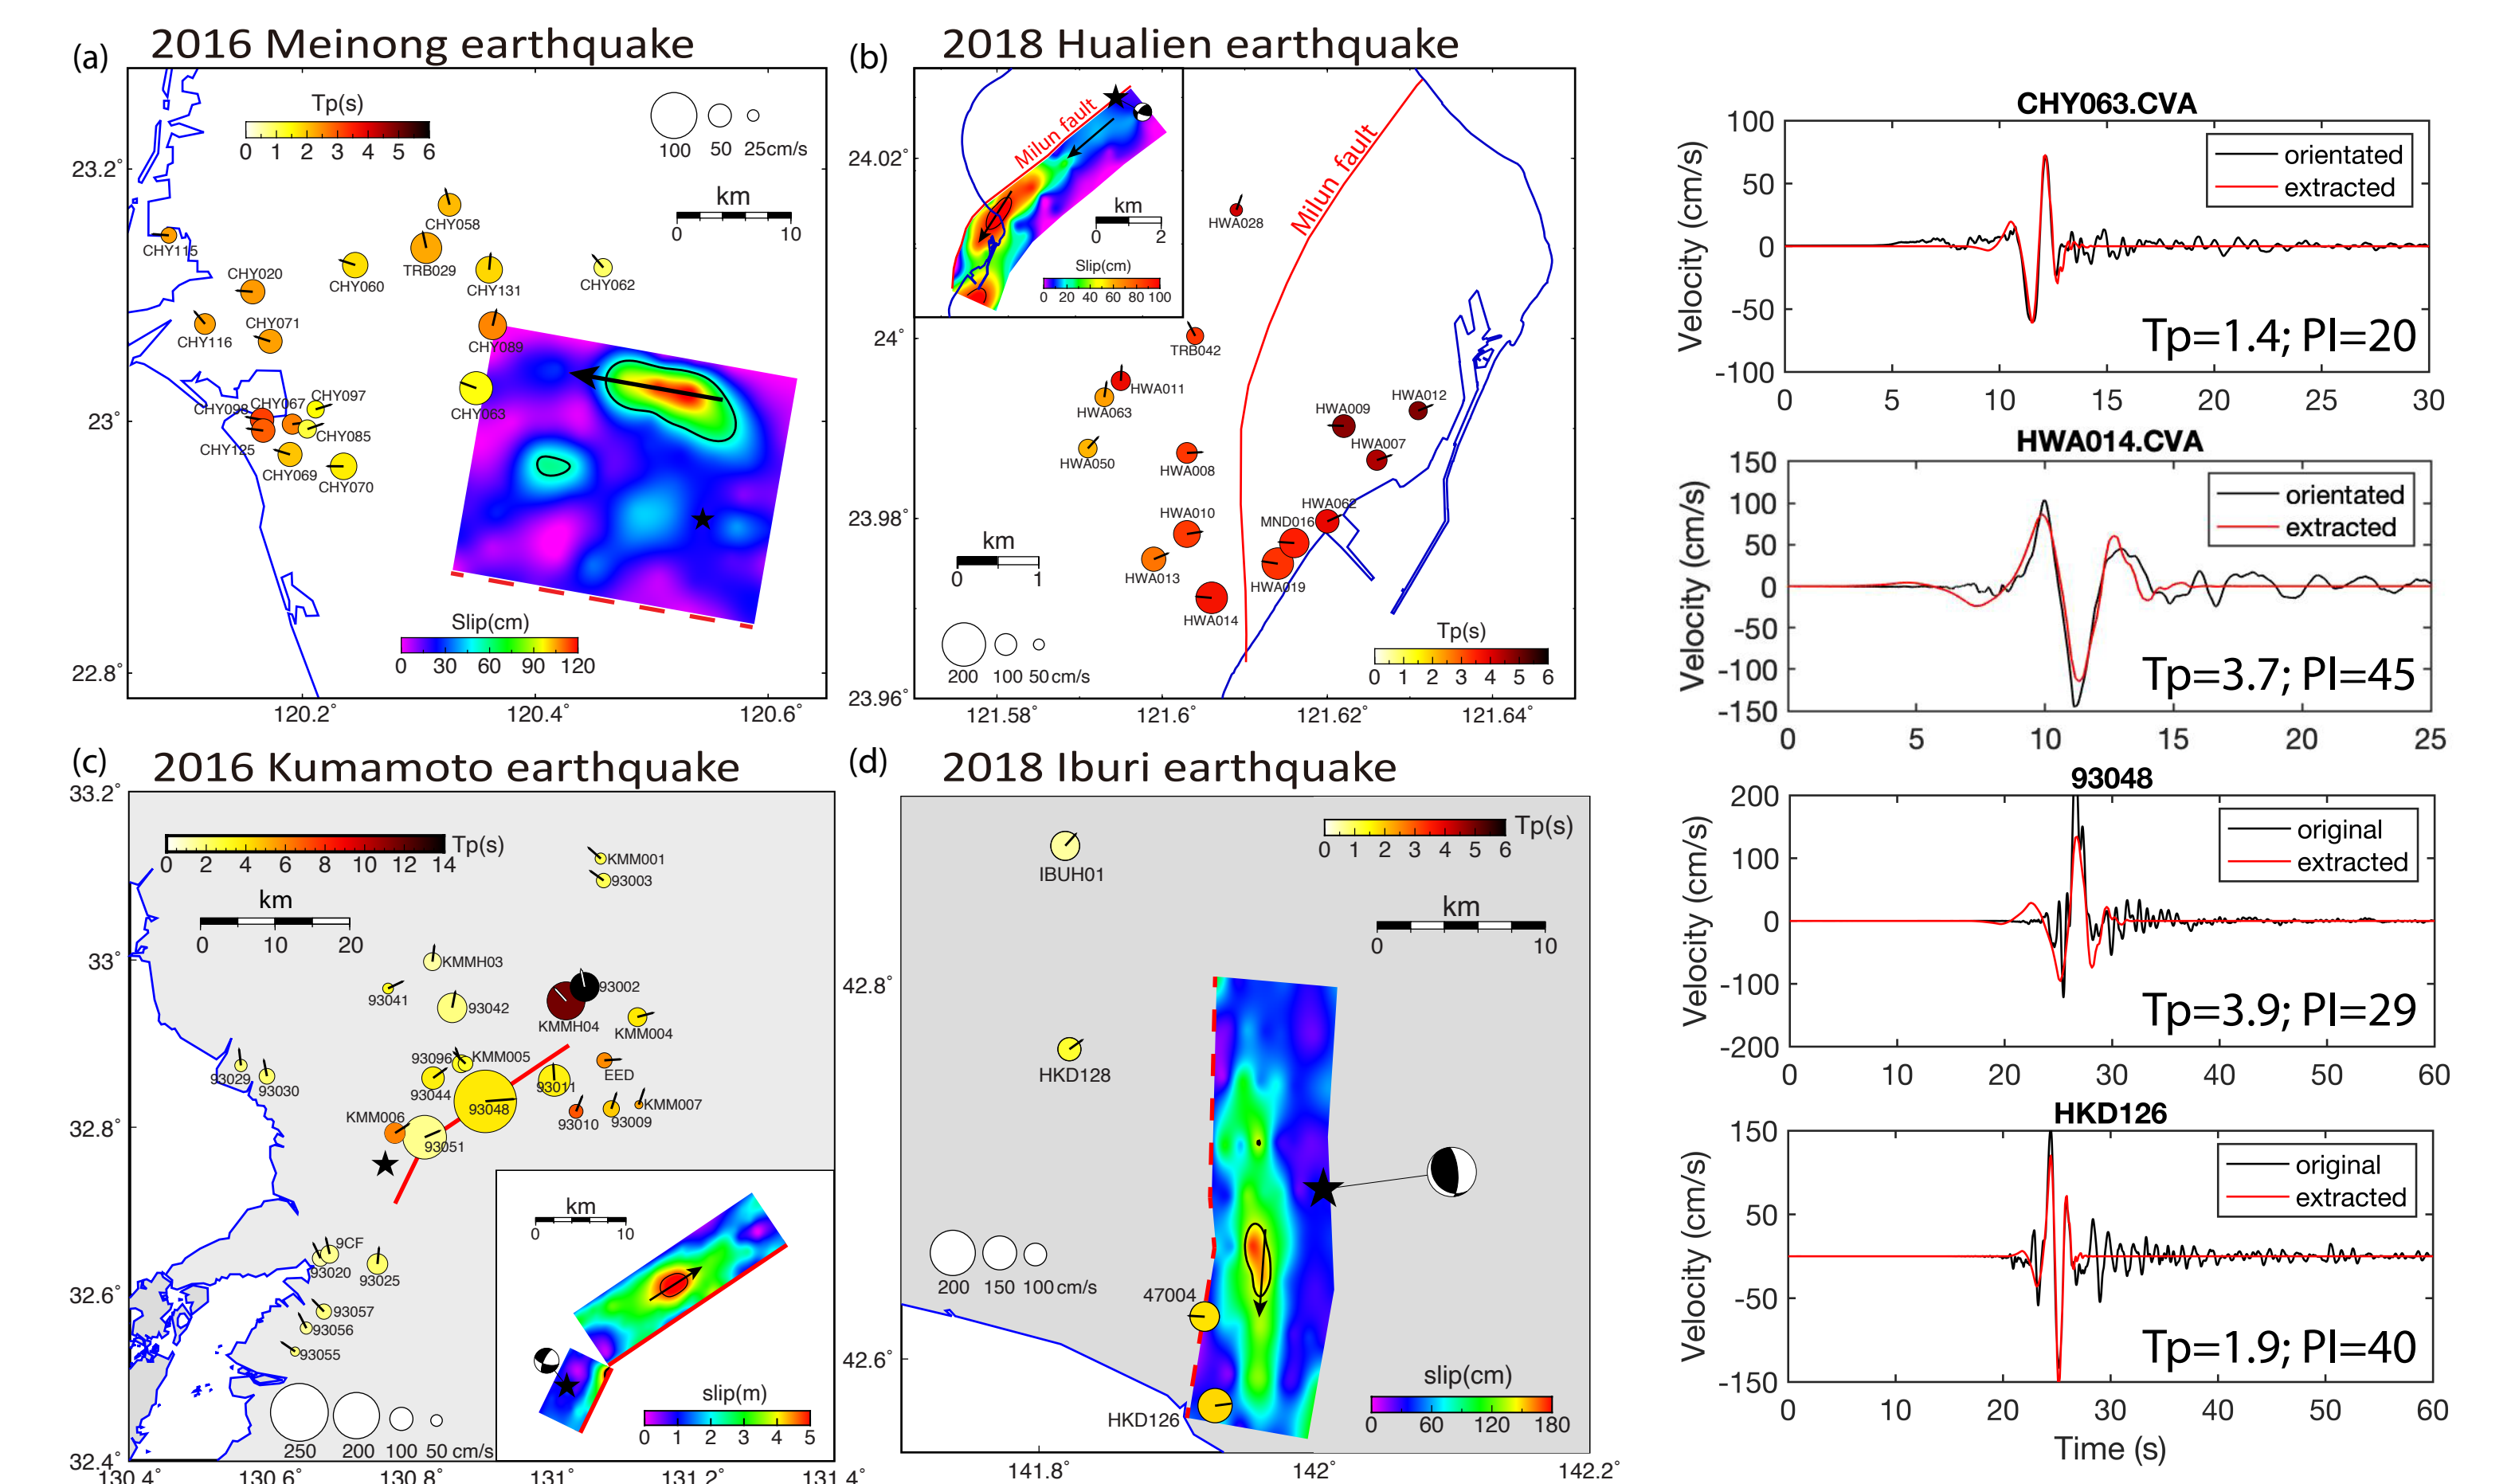 (a)
2016 Meinong earthquake
Tp(s)
0 1 2 3 4 5 6
100 50 25cm/s
km
0 10
23.2°
23°
22.8°
120.2° 120.4° 120.6°
CHY058
CHY115
TRB029
CHY020
CHY060
CHY131
CHY062
CHY116
CHY071
CHY089
CHY063
CHY097
CHY098
CHY067
CHY085
CHY125
CHY069
CHY070
Slip(cm)
0 30 60 90 120
(b)
2018 Hualien earthquake
Milun fault
km
0 2
Slip(cm)
0 20 40 60 80 100
Milun fault
24.02°
24°
23.98°
23.96°
121.58° 121.6° 121.62° 121.64°
HWA028
TRB042
HWA011
HWA063
HWA012
HWA009
HWA007
HWA050
HWA008
HWA062
HWA010
MND016
HWA013
HWA019
HWA014
km
0 1
200 100 50 cm/s
Tp(s)
0 1 2 3 4 5 6
(c)
2016 Kumamoto earthquake
33.2°
33°
32.8°
32.6°
32.4°
130.4° 130.6° 130.8° 131° 131.2° 131.4°
Tp(s)
0 2 4 6 8 10 12 14
km
0 10 20
KMM001
93003
KMMH03
93041
93042
93002
KMMH04
KMM004
93096
KMM005
93029
93030
93044
93011
EED
93048
KMM007
KMM006
93010
93009
93051
9CF
93020
93025
93057
93056
93055
250 200 100 50 cm/s
km
0 10
slip(m)
0 1 2 3 4 5
(d)
2018 Iburi earthquake
Tp(s)
0 1 2 3 4 5 6
IBUH01
km
0 10
42.8°
42.6°
141.8° 142° 142.2°
HKD128
200 150 100 cm/s
47004
HKD126
slip(cm)
0 60 120 180
CHY063.CVA
Velocity (cm/s)
100
50
0
-50
-100
orientated
extracted
Tp=1.4; PI=20
0 5 10 15 20 25 30
HWA014.CVA
Velocity (cm/s)
150
100
50
0
-50
-100
-150
orientated
extracted
Tp=3.7; PI=45
0 5 10 15 20 25
93048
Velocity (cm/s)
200
100
0
-100
-200
original
extracted
Tp=3.9; PI=29
0 10 20 30 40 50 60
HKD126
Velocity (cm/s)
150
50
-50
-150
original
extracted
Tp=1.9; PI=40
0 10 20 30 40 50 60
Time (s)